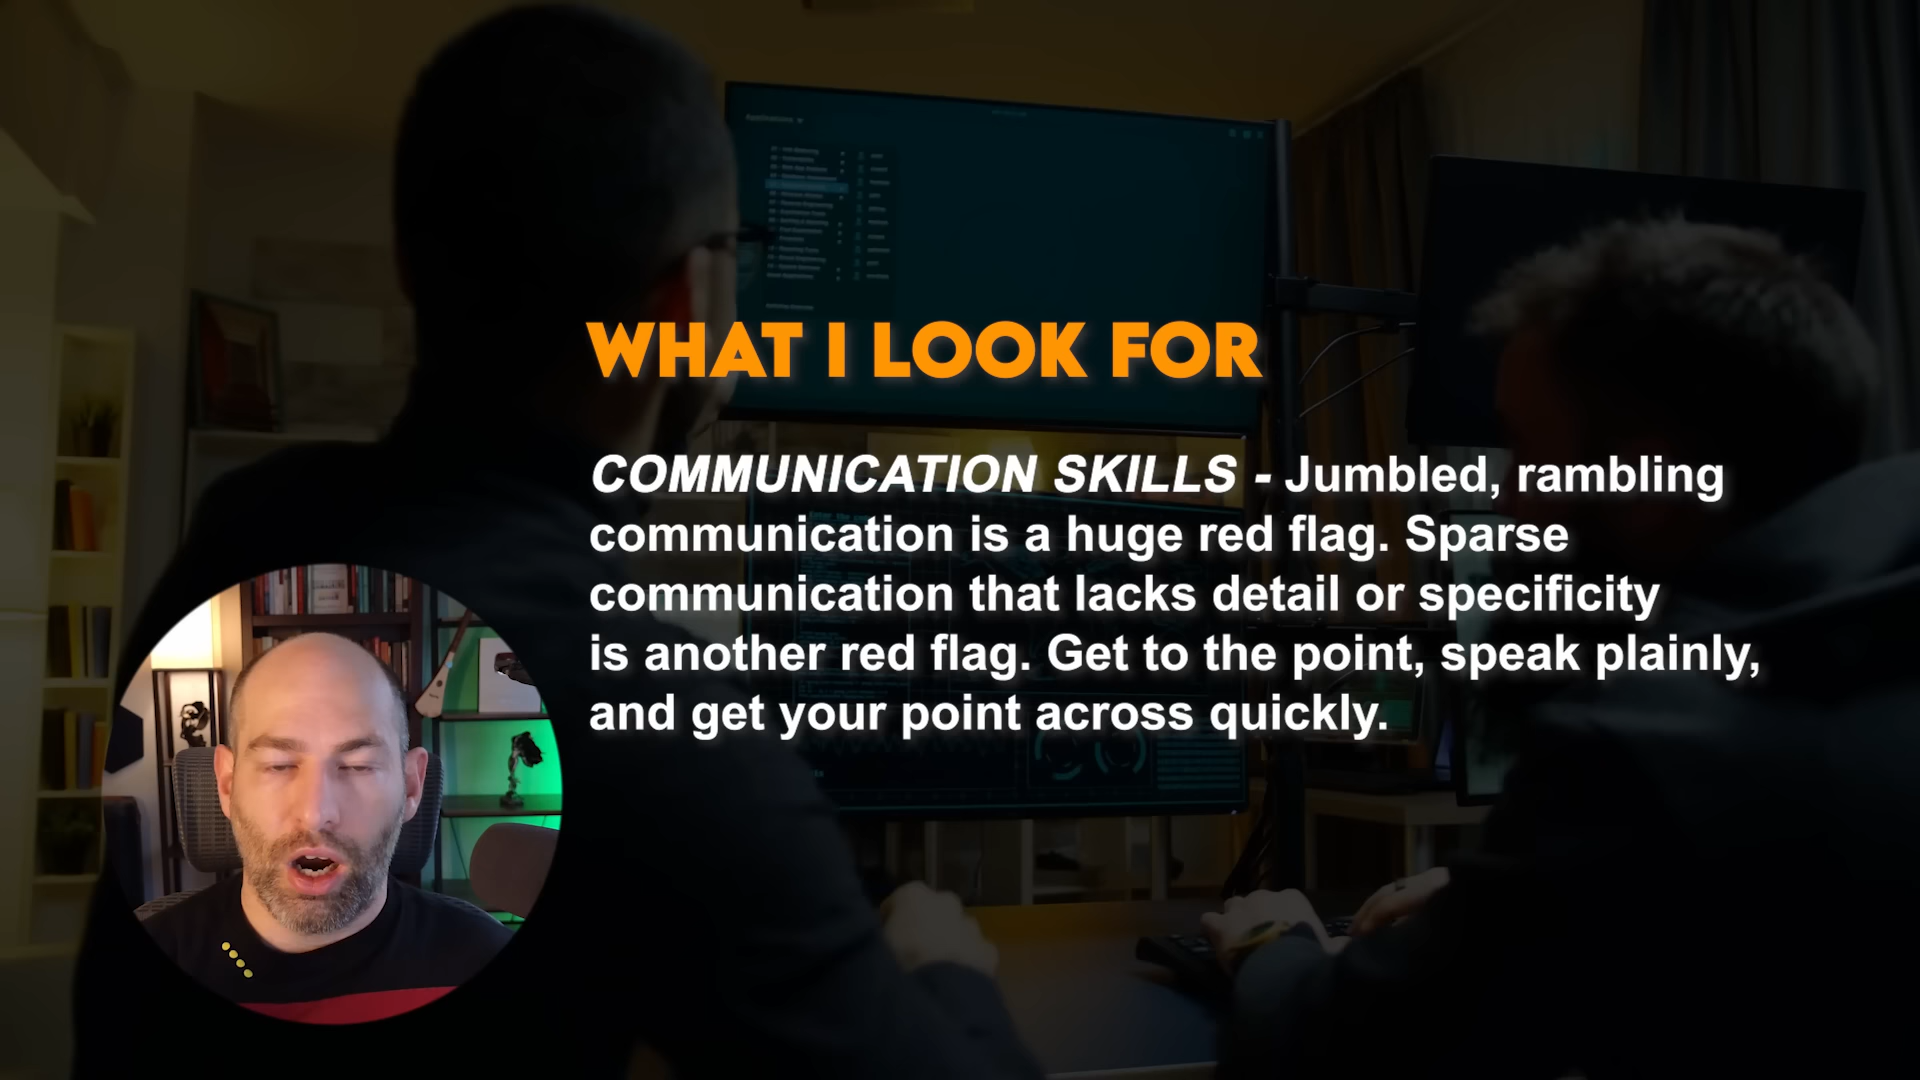 WHAT I LOOK FOR
COMMUNICATION SKILLS - Jumbled, rambling
communication is a huge red flag. Sparse
communication that lacks detail or specificity
is another red flag. Get to the point, speak plainly,
and get your point across quickly.